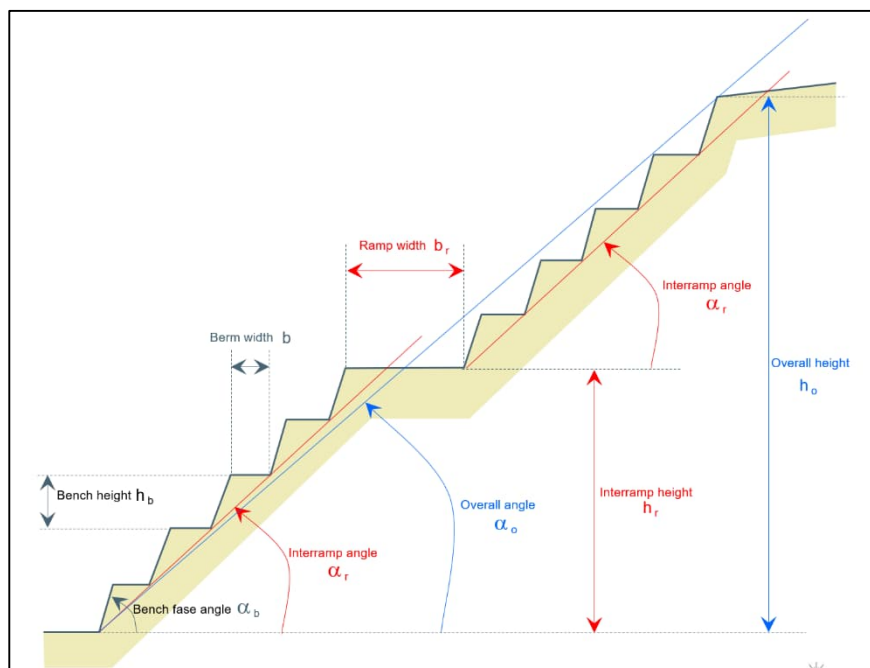 Ramp width b r
Interramp angle
α r
Berm width b
Overall height
h o
Bench height h b
Overall angle
α o
Interramp height
h r
Interramp angle
α r
Bench fase angle α b